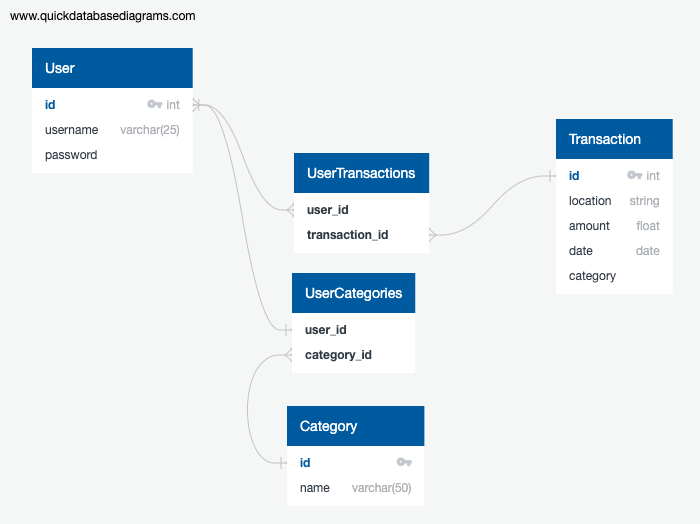 www.quickdatabasediagrams.com
User
id int
username varchar(25)
password
UserTransactions
user_id
transaction_id
Transaction
id int
location string
amount float
date date
category
UserCategories
user_id
category_id
Category
id
name varchar(50)